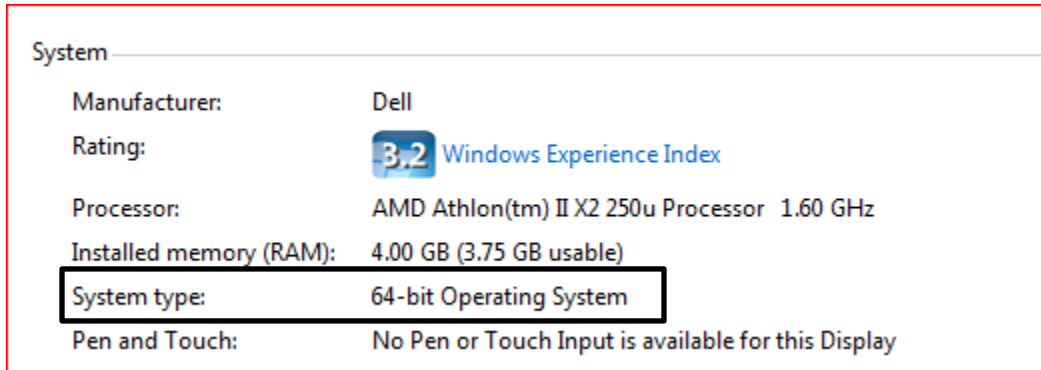 System
Manufacturer: Dell
Rating: 3.2 Windows Experience Index
Processor: AMD Athlon(tm) II X2 250u Processor 1.60 GHz
Installed memory (RAM): 4.00 GB (3.75 GB usable)
System type: 64-bit Operating System
Pen and Touch: No Pen or Touch Input is available for this Display